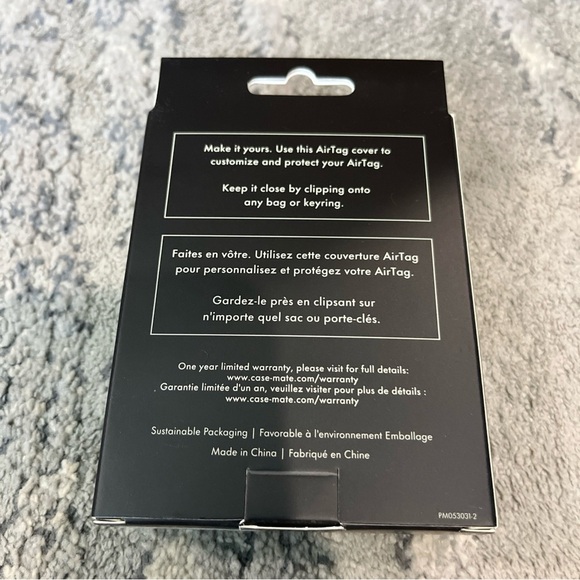 Make it yours. Use this AirTag cover to
customize and protect your AirTag.
Keep it close by clipping onto
any bag or keyring.
Faites en vôtre. Utilisez cette couverture AirTag
pour personnalisez et protégez votre AirTag.
Gardez-le près en clipsant sur
n'importe quel sac ou porte-clés.
One year limited warranty, please visit for full details:
www.case-mate.com/warranty
Garantie limitée d'un an, veuillez visiter pour plus de détails :
www.case-mate.com/warranty
Sustainable Packaging | Favorable à l'environnement Emballage
Made in China | Fabriqué en Chine
PM053031-2